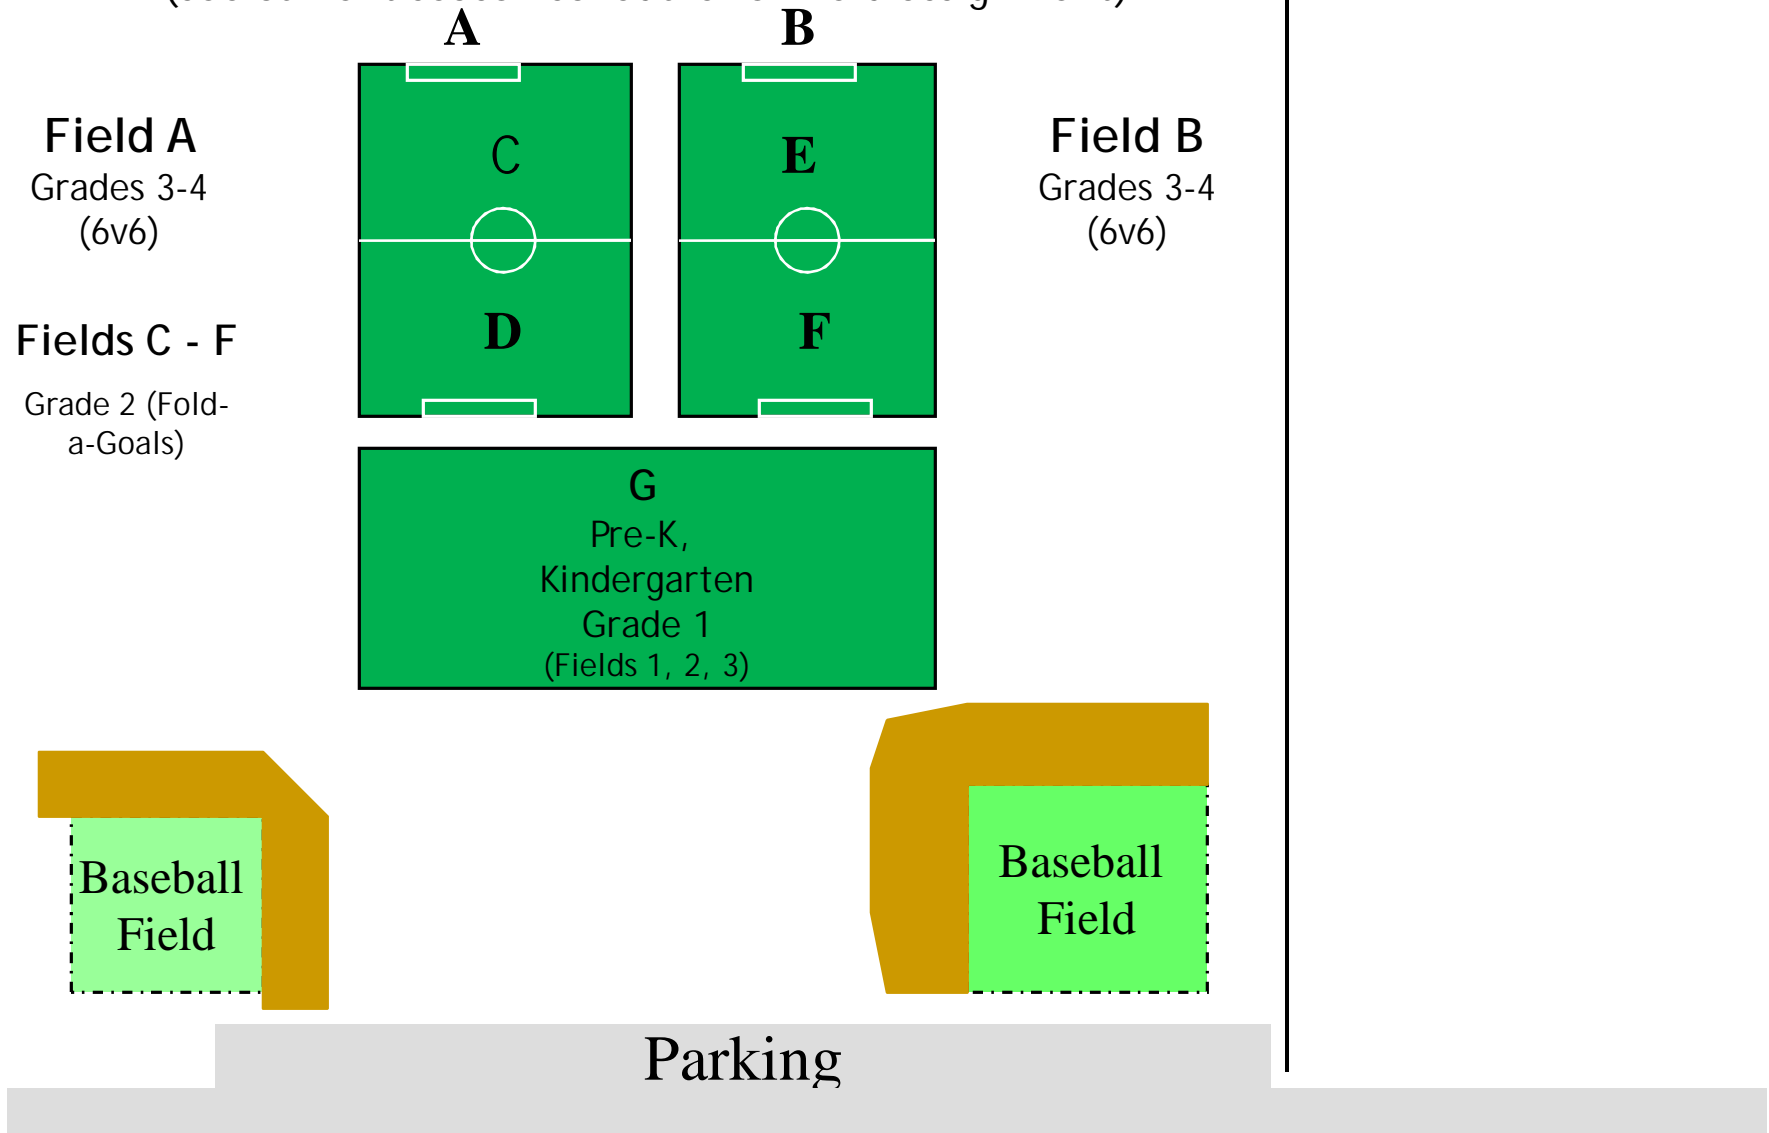 A B
Field A
Grades 3-4
(6v6)
C
E
Field B
Grades 3-4
(6v6)
Fields C - F
Grade 2 (Fold-
a-Goals)
D
F
G
Pre-K,
Kindergarten
Grade 1
(Fields 1, 2, 3)
Baseball
Field
Baseball
Field
Parking